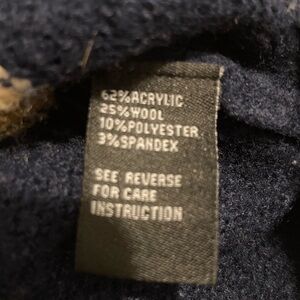 62%ACRYLIC
25%WOOL
10%POLYESTER
3%SPANDEX
SEE REVERSE
FOR CARE
INSTRUCTION